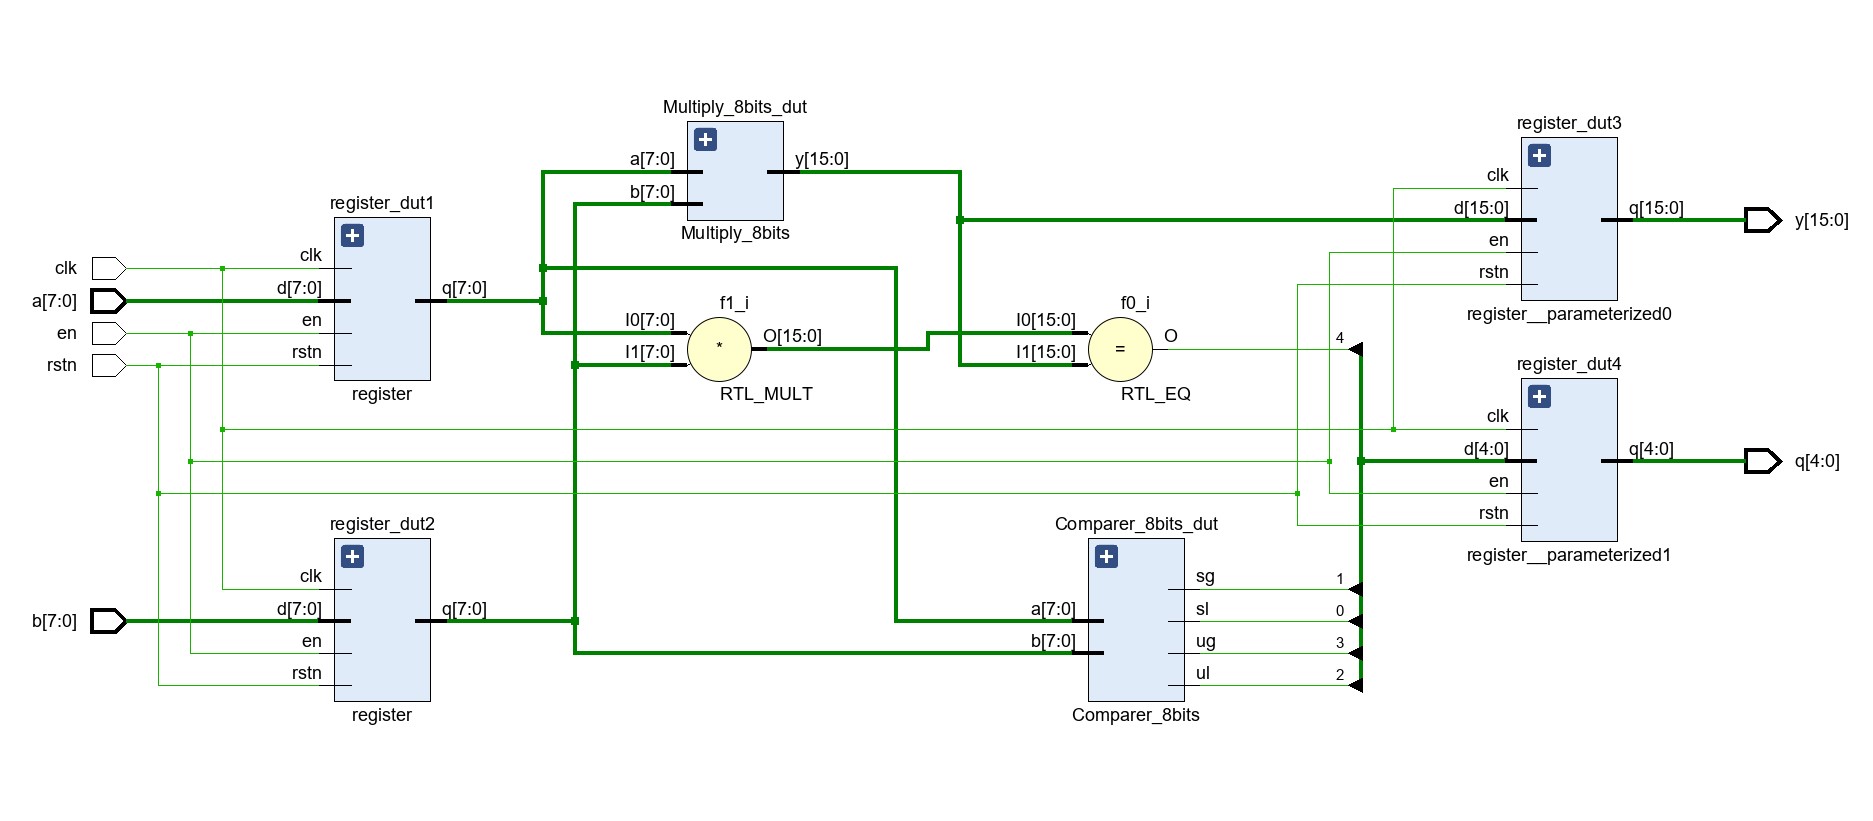 Multiply_8bits_dut
a[7:0]
b[7:0]
y[15:0]
Multiply_8bits
register_dut1
clk
d[7:0]
en
rstn
q[7:0]
register
clk
a[7:0]
en
rstn
f1_i
I0[7:0]
I1[7:0]
*
O[15:0]
RTL_MULT
f0_i
I0[15:0]
I1[15:0]
=
O
RTL_EQ
4
register_dut3
clk
d[15:0]
en
rstn
q[15:0]
register__parameterized0
y[15:0]
register_dut4
clk
d[4:0]
en
rstn
q[4:0]
register__parameterized1
q[4:0]
register_dut2
clk
d[7:0]
en
rstn
q[7:0]
register
b[7:0]
Comparer_8bits_dut
a[7:0]
b[7:0]
sg
sl
ug
ul
1
0
3
2
Comparer_8bits